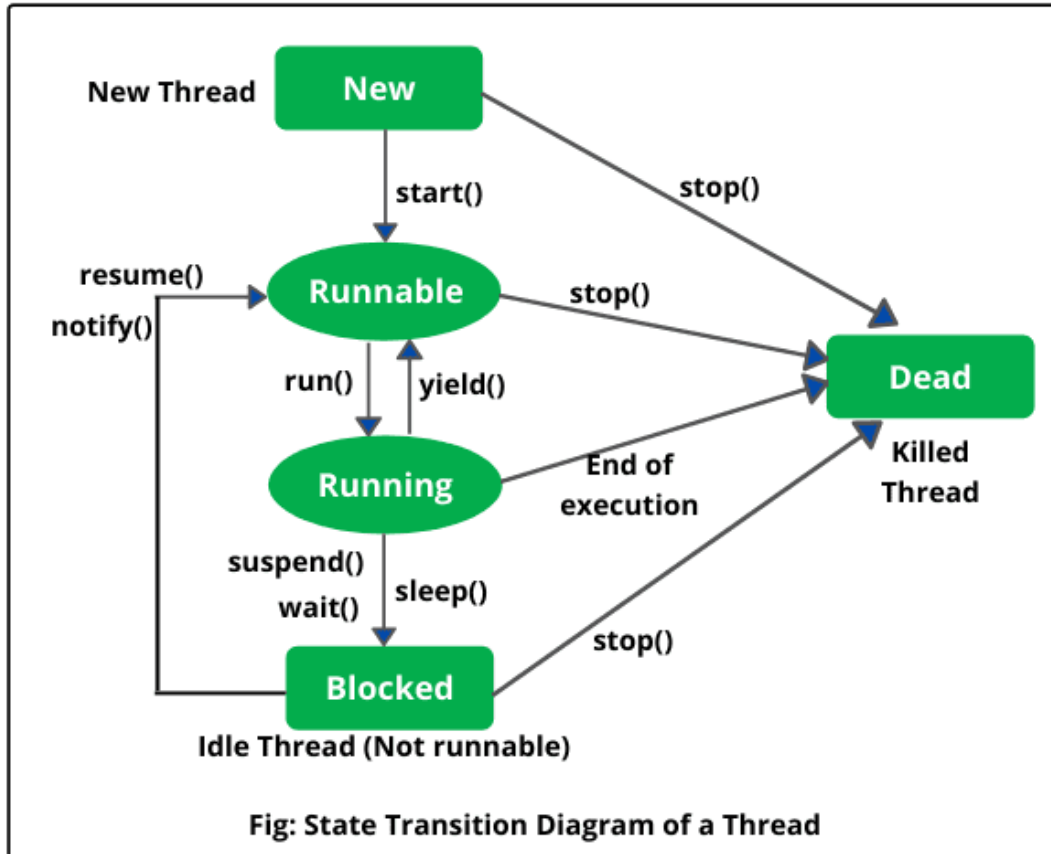 New Thread
New
start()
stop()
resume()
notify()
Runnable
stop()
run()
yield()
Dead
Killed
Thread
Running
End of
execution
suspend()
wait()
sleep()
stop()
Blocked
Idle Thread (Not runnable)
Fig: State Transition Diagram of a Thread